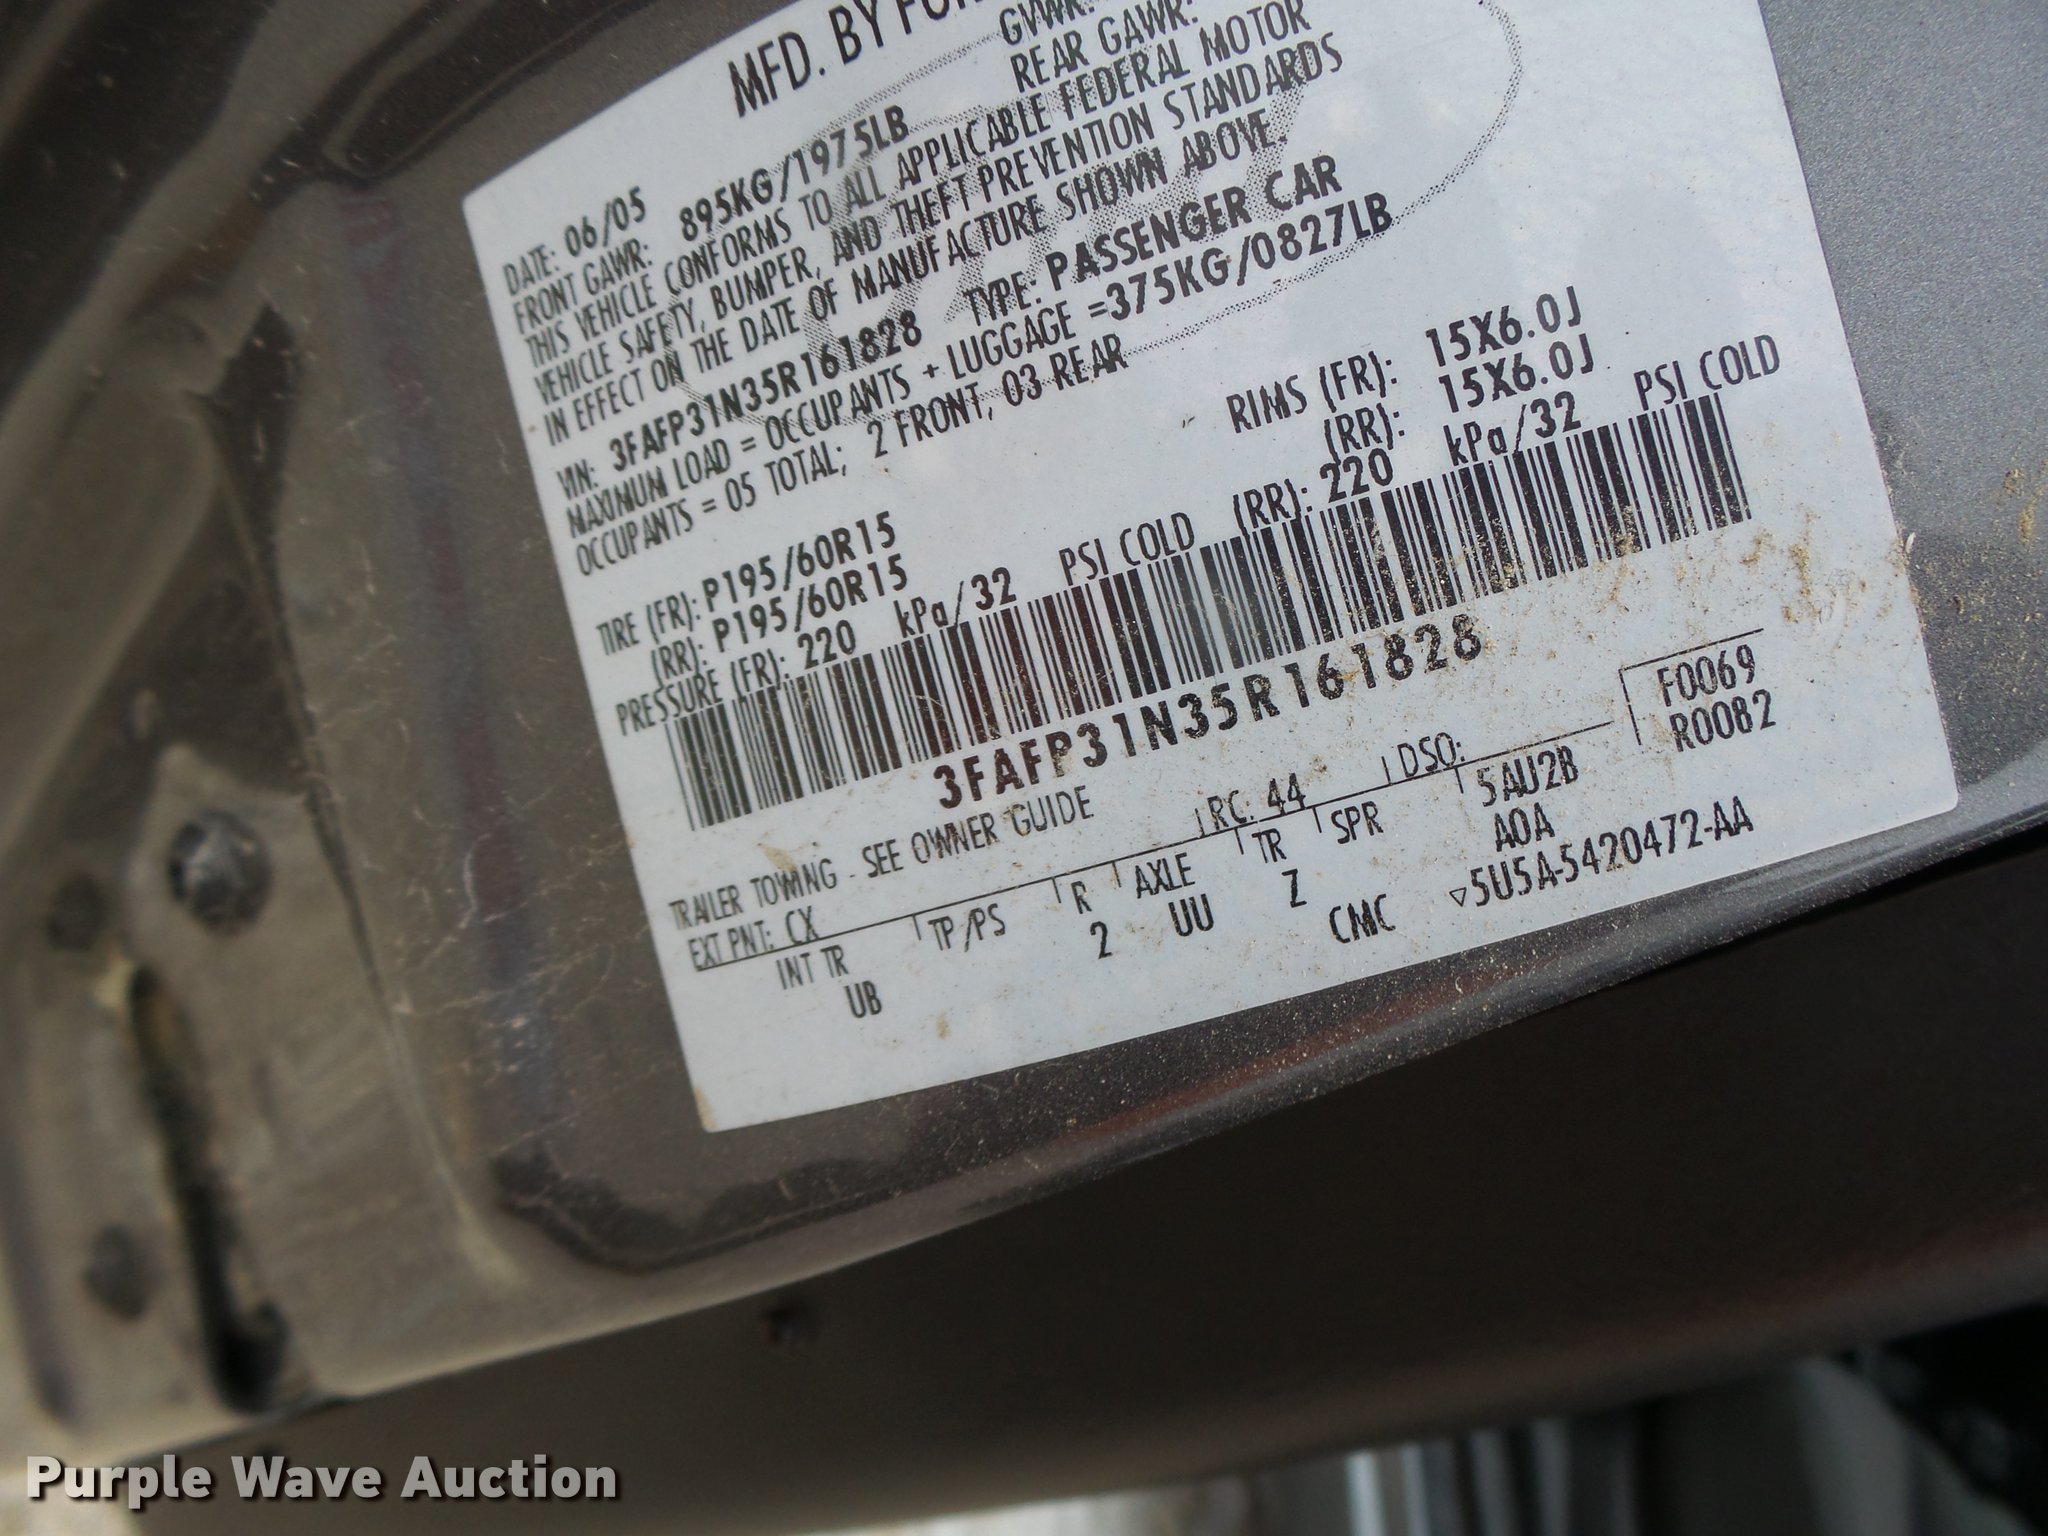 MFD. BY
GVWR:
DATE: 06/05
REAR GAWR:
FRONT GAWR: 895KG/1975LB
THIS VEHICLE CONFORMS TO ALL APPLICABLE FEDERAL MOTOR
VEHICLE SAFETY, BUMPER, AND THEFT PREVENTION STANDARDS
IN EFFECT ON THE DATE OF MANUFACTURE SHOWN ABOVE.
VIN: 3FAFP31N35R161828 TYPE: PASSENGER CAR
MAXIMUM LOAD = OCCUPANTS + LUGGAGE =375KG/0827LB
OCCUPANTS = 05 TOTAL; 2 FRONT, 03 REAR
TIRE (FR): P195/60R15 RIMS (FR): 15X6.0J
(RR): P195/60R15 (RR): 15X6.0J
PRESSURE (FR): 220 kPa/32 PSI COLD (RR): 220 kPa/32 PSI COLD
3FAFP31N35R161828
TRAILER TOWING - SEE OWNER GUIDE
F0069
R0082
EXT PNT: CX RC: 44 DSO:
INT TR TP/PS R AXLE TR SPR 5AU2B
UB 2 UU Z A0A
CMC ▽5U5A-5420472-AA
Purple Wave Auction